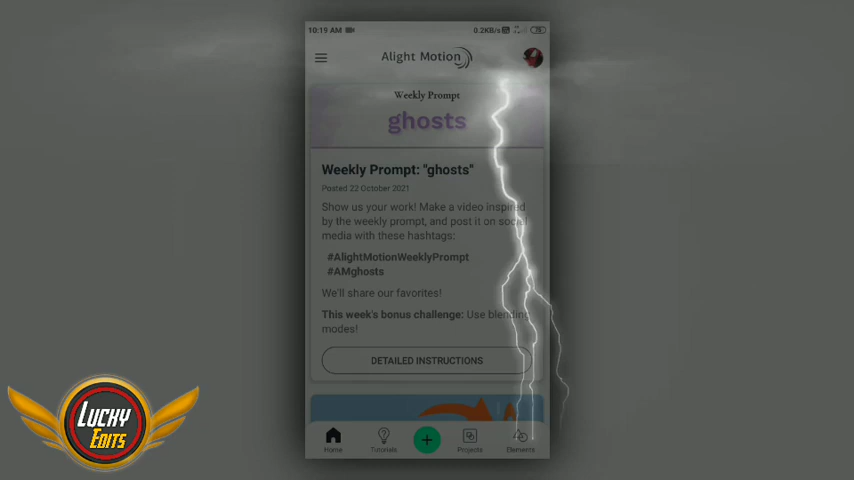 10:19 AM
0.2KB/s
Alight Motion
Weekly Prompt
ghosts
Weekly Prompt: "ghosts"
Posted 22 October 2021
Show us your work! Make a video inspired
by the weekly prompt, and post it on social
media with these hashtags:
#AlightMotionWeeklyPrompt
#AMghosts
We'll share our favorites!
This week's bonus challenge: Use blending
modes!
DETAILED INSTRUCTIONS
Home
Tutorials
Projects
Elements
Lucky
Edits